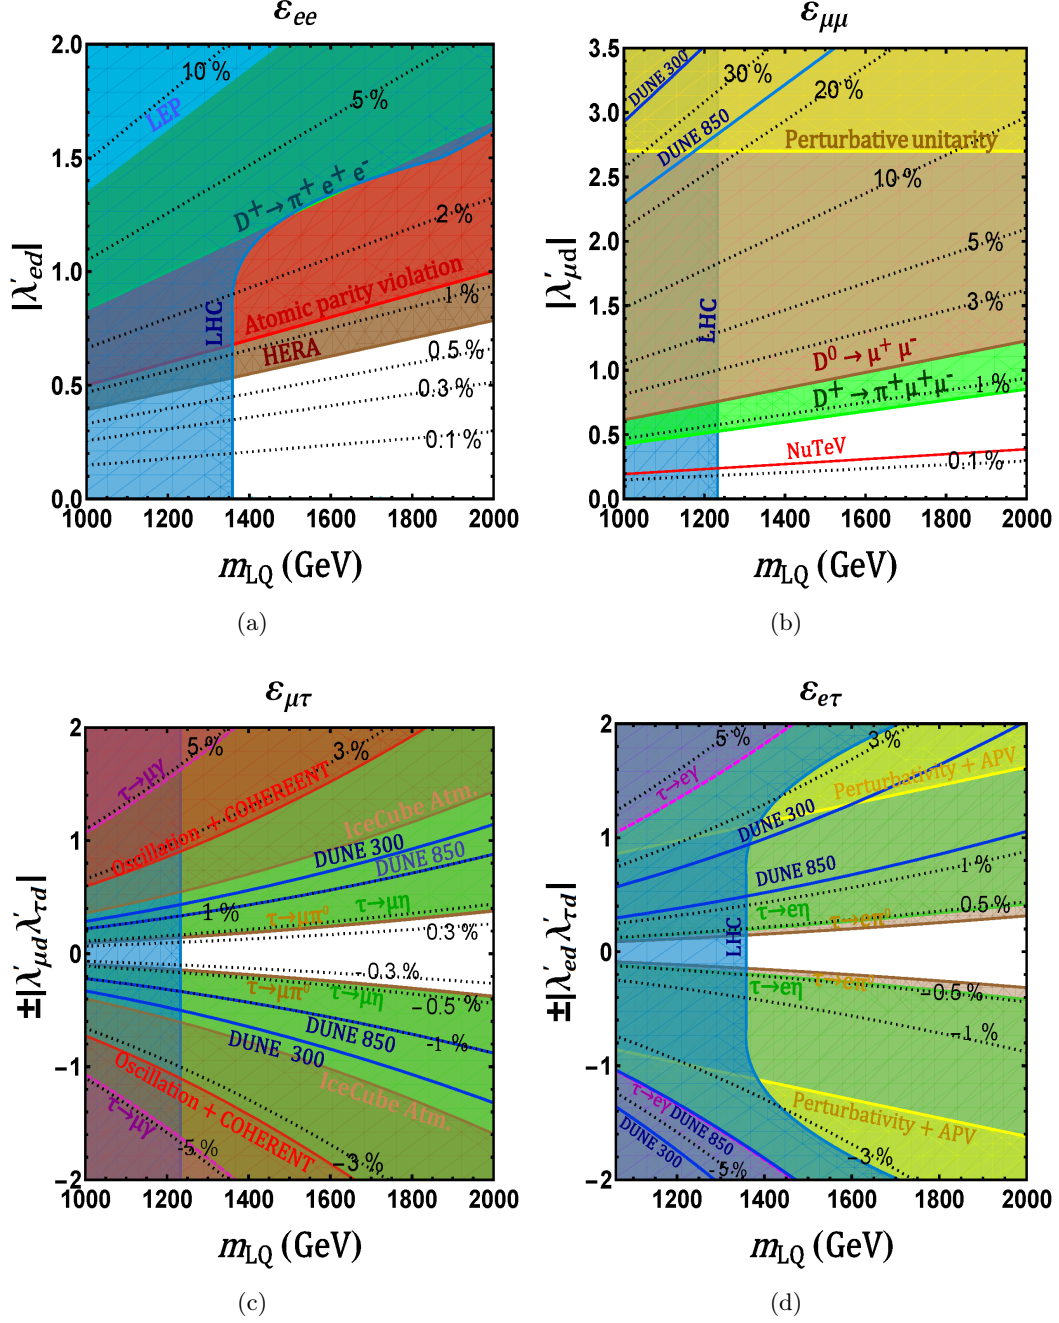 ε_ee
2.0
1.5
1.0
0.5
0.0
|λ′_ed|
10 %
LEP
5 %
D⁺→π⁺e⁺e⁻
2 %
Atomic parity violation
1 %
LHC
HERA
0.5 %
0.3 %
0.1 %
1000 1200 1400 1600 1800 2000
m_LQ (GeV)
(a)
ε_μμ
3.5
3.0
2.5
2.0
1.5
1.0
0.5
0.0
|λ′_μd|
DUNE 300
30 %
20 %
DUNE 850
Perturbative unitarity
10 %
5 %
3 %
LHC
D⁰→μ⁺μ⁻
D⁺→π⁺μ⁺μ⁻
1 %
NuTeV
0.1 %
1000 1200 1400 1600 1800 2000
m_LQ (GeV)
(b)
ε_μτ
2
1
0
−1
−2
±|λ′_μd λ′_τd|
5 %
3 %
τ→μγ
Oscillation + COHEREENT
IceCube Atm.
DUNE 300
DUNE 850
1 %
τ→μπ⁰
τ→μη
0.3 %
-0.3 %
τ→μπ⁰
τ→μη
−0.5 %
DUNE 850
-1 %
DUNE 300
IceCube Atm.
Oscillation + COHERENT
τ→μγ
-5 %
−3 %
1000 1200 1400 1600 1800 2000
m_LQ (GeV)
(c)
ε_eτ
2
1
0
−1
−2
±|λ′_ed λ′_τd|
5 %
3 %
τ→eγ
Perturbativity + APV
DUNE 300
DUNE 850
1 %
τ→eη
τ→eπ⁰
0.5 %
LHC
τ→eη
τ→eπ⁰
−0.5 %
−1 %
τ→eγ
DUNE 850
DUNE 300
-5 %
Perturbativity + APV
−3 %
1200 1400 1600 1800 2000
m_LQ (GeV)
(d)